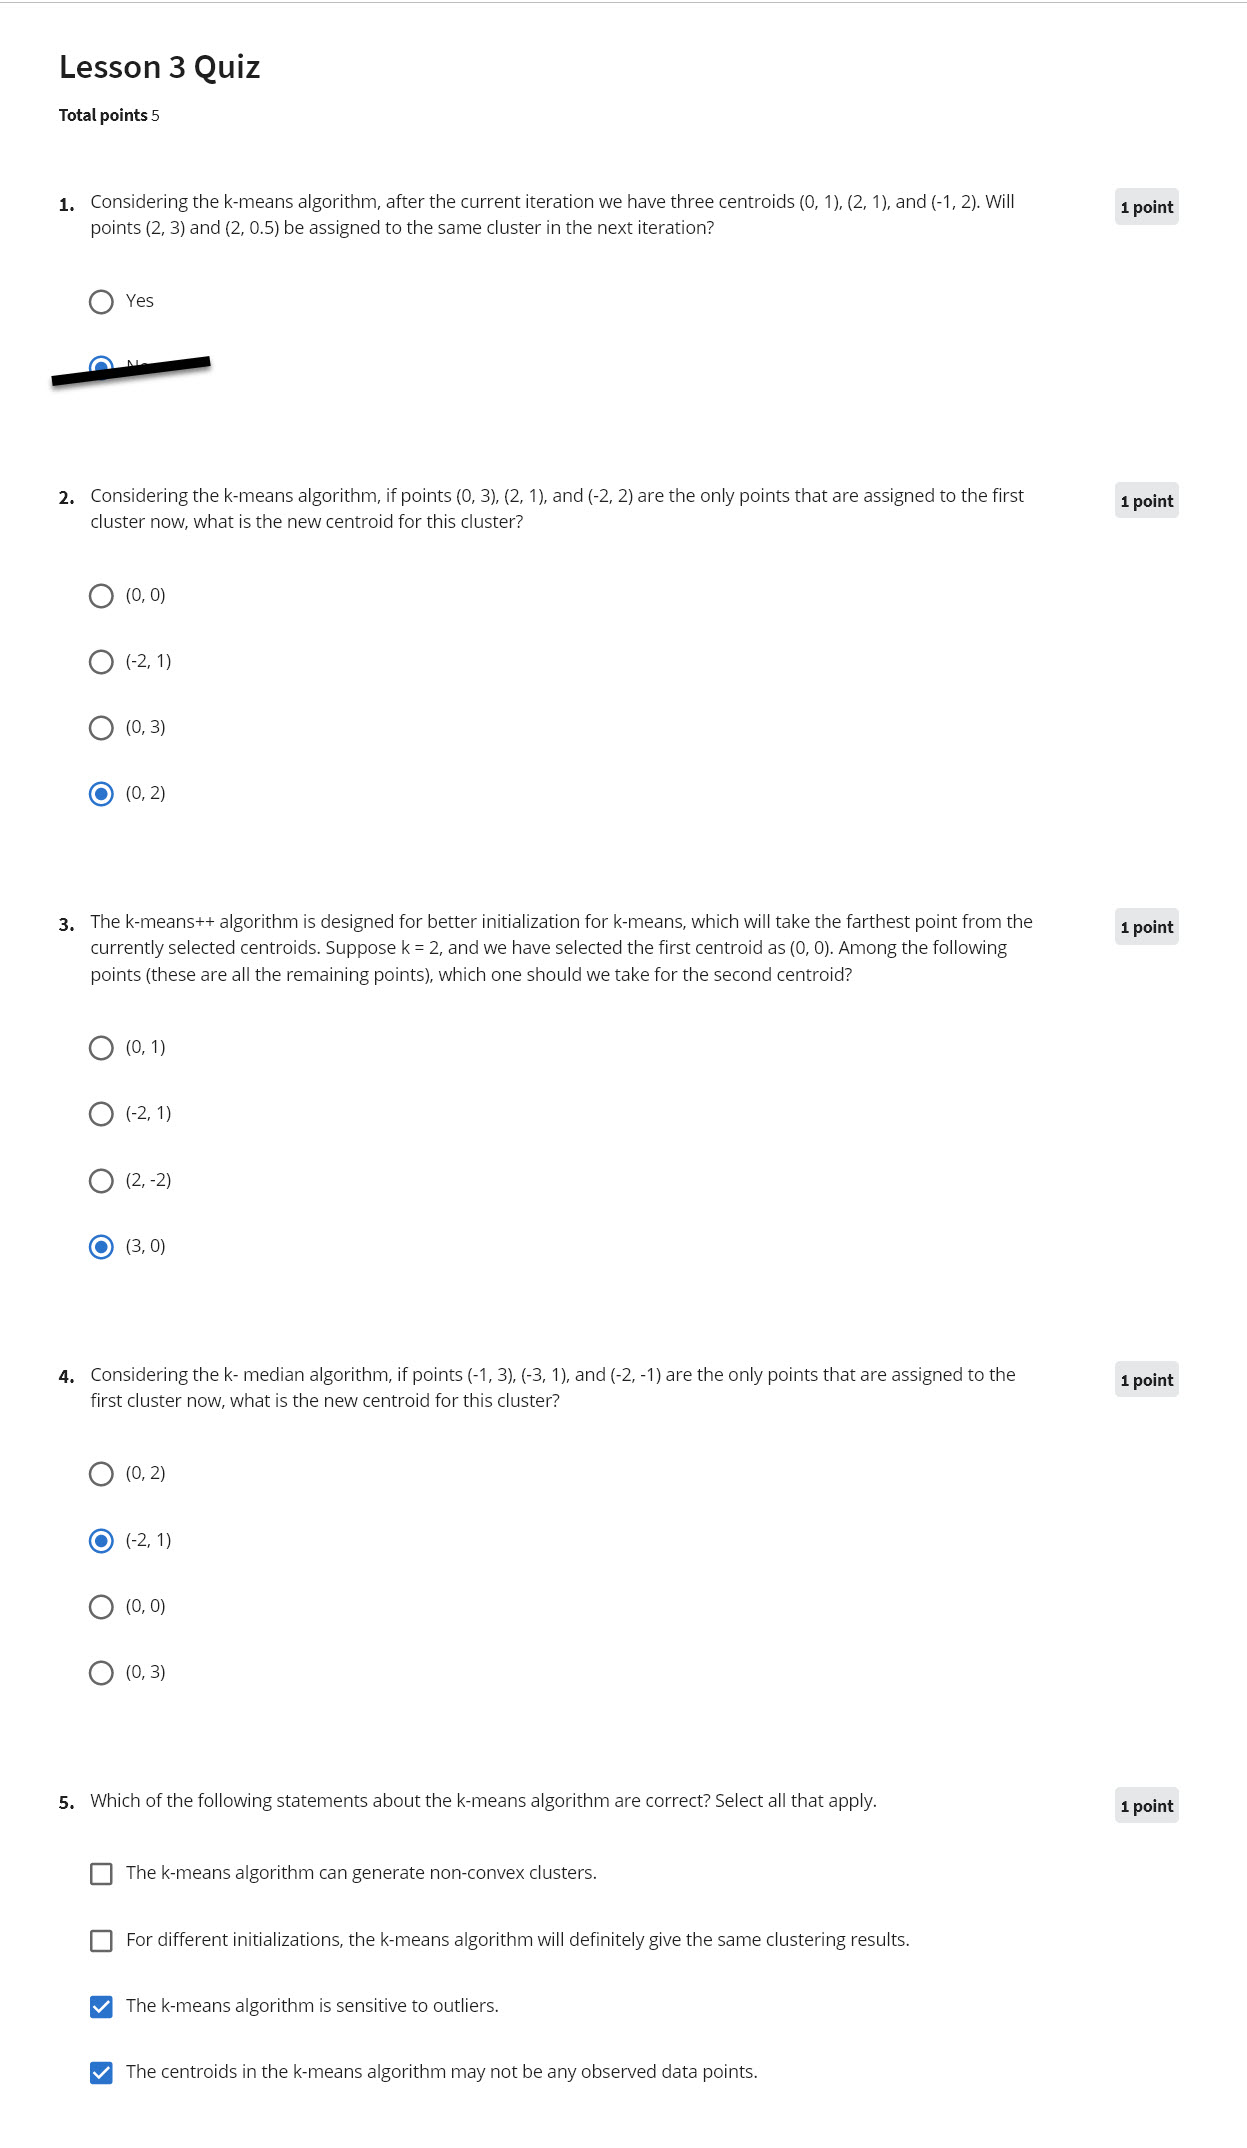 Lesson 3 Quiz
Total points 5
1. Considering the k-means algorithm, after the current iteration we have three centroids (0, 1), (2, 1), and (-1, 2). Will
points (2, 3) and (2, 0.5) be assigned to the same cluster in the next iteration?
1 point
Yes
No
2. Considering the k-means algorithm, if points (0, 3), (2, 1), and (-2, 2) are the only points that are assigned to the first
cluster now, what is the new centroid for this cluster?
1 point
(0, 0)
(-2, 1)
(0, 3)
(0, 2)
3. The k-means++ algorithm is designed for better initialization for k-means, which will take the farthest point from the
currently selected centroids. Suppose k = 2, and we have selected the first centroid as (0, 0). Among the following
points (these are all the remaining points), which one should we take for the second centroid?
1 point
(0, 1)
(-2, 1)
(2, -2)
(3, 0)
4. Considering the k- median algorithm, if points (-1, 3), (-3, 1), and (-2, -1) are the only points that are assigned to the
first cluster now, what is the new centroid for this cluster?
1 point
(0, 2)
(-2, 1)
(0, 0)
(0, 3)
5. Which of the following statements about the k-means algorithm are correct? Select all that apply.
1 point
The k-means algorithm can generate non-convex clusters.
For different initializations, the k-means algorithm will definitely give the same clustering results.
The k-means algorithm is sensitive to outliers.
The centroids in the k-means algorithm may not be any observed data points.